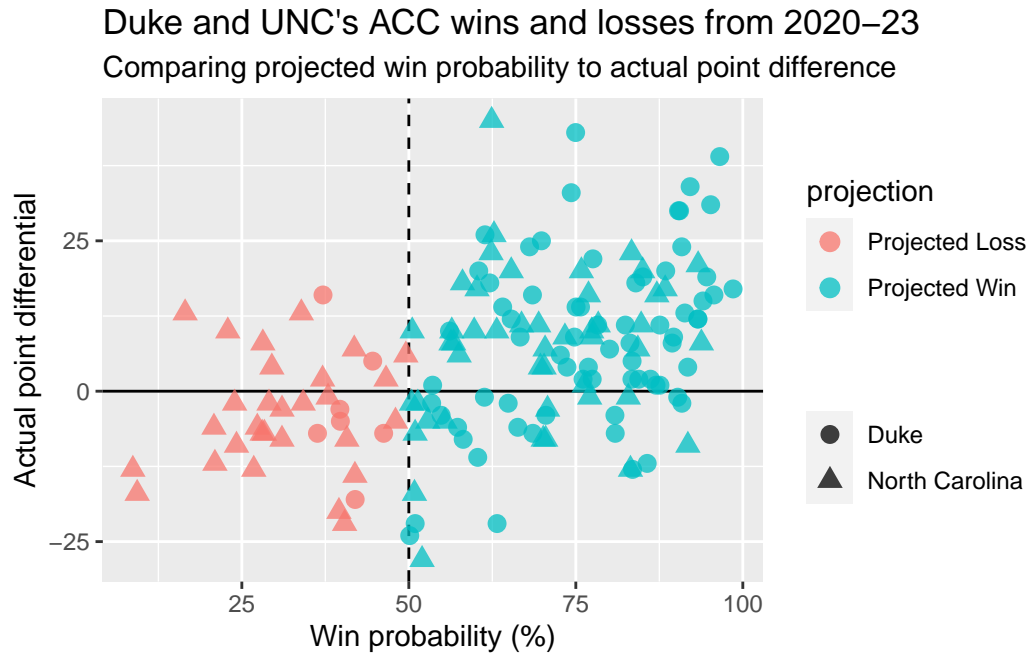 Duke and UNC's ACC wins and losses from 2020–23
Comparing projected win probability to actual point difference
Actual point differential
25
0
−25
25
50
75
100
Win probability (%)
projection
Projected Loss
Projected Win
Duke
North Carolina